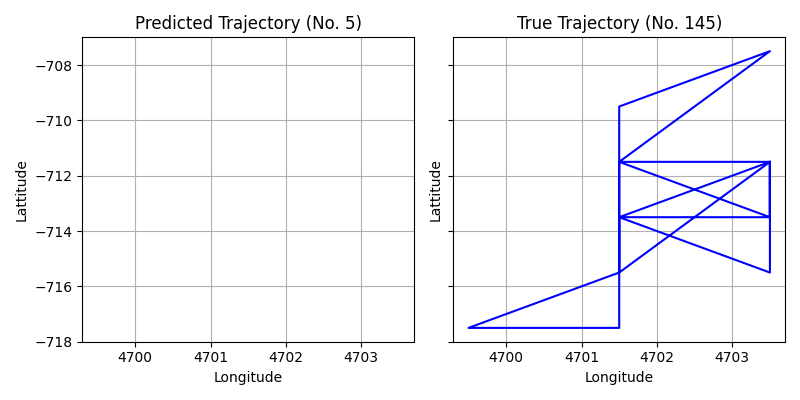 Predicted Trajectory (No. 5)
True Trajectory (No. 145)
−708
−710
−712
−714
−716
−718
Lattitude
Lattitude
4700 4701 4702 4703
4700 4701 4702 4703
Longitude
Longitude